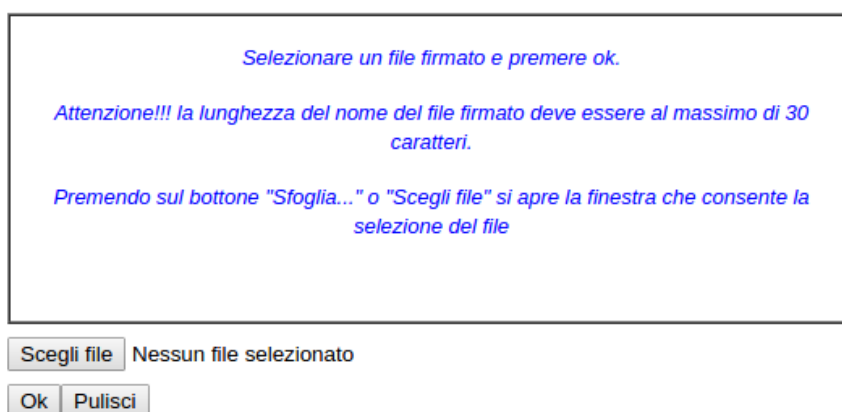 Selezionare un file firmato e premere ok.
Attenzione!!! la lunghezza del nome del file firmato deve essere al massimo di 30
caratteri.
Premendo sul bottone "Sfoglia..." o "Scegli file" si apre la finestra che consente la
selezione del file
Scegli file Nessun file selezionato
Ok Pulisci